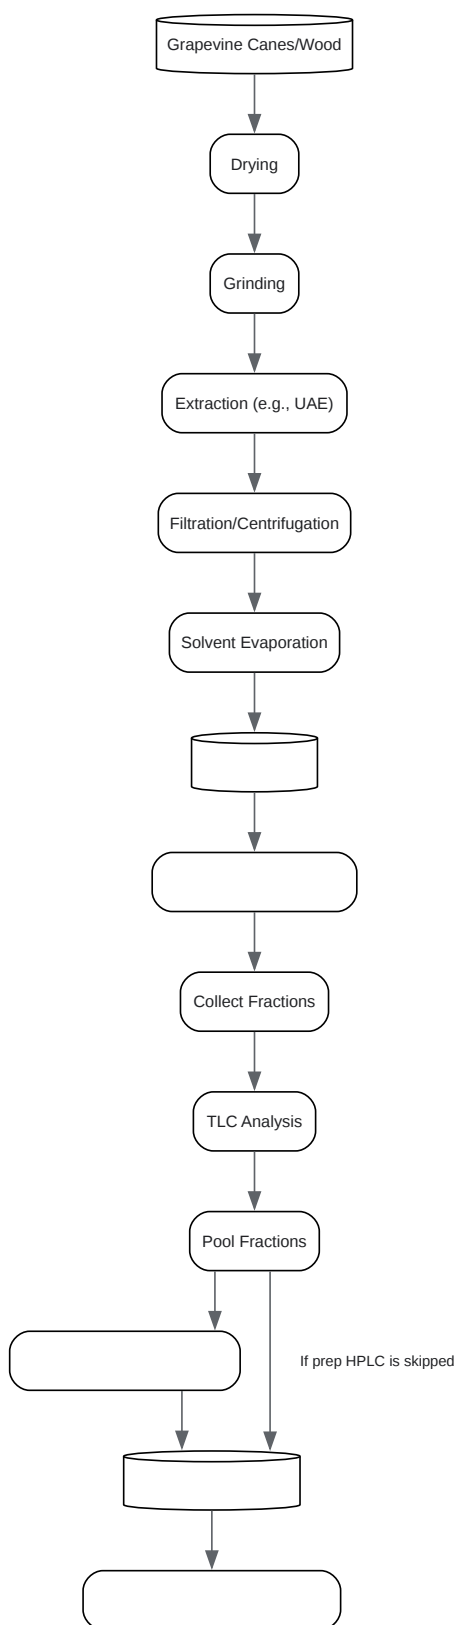 Grapevine Canes/Wood
Drying
Grinding
Extraction (e.g., UAE)
Filtration/Centrifugation
Solvent Evaporation
Collect Fractions
TLC Analysis
Pool Fractions
If prep HPLC is skipped